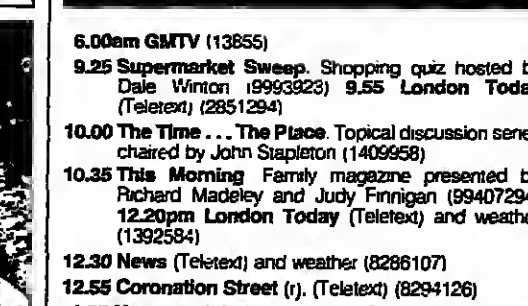 6.00am GMTV (13855)
9.25 Supermarket Sweep. Shopping quiz hosted b
Dale Winton (9993923) 9.55 London Toda
(Teletext) (2851294)
10.00 The Time . . . The Place. Topical discussion serie
chaired by John Stapleton (1409958)
10.35 This Morning Family magazine presented b
Richard Madeley and Judy Finnigan (99407294
12.20pm London Today (Teletext) and weathe
(1392584)
12.30 News (Teletext) and weather (8286107)
12.55 Coronation Street (r). (Teletext) (8294126)